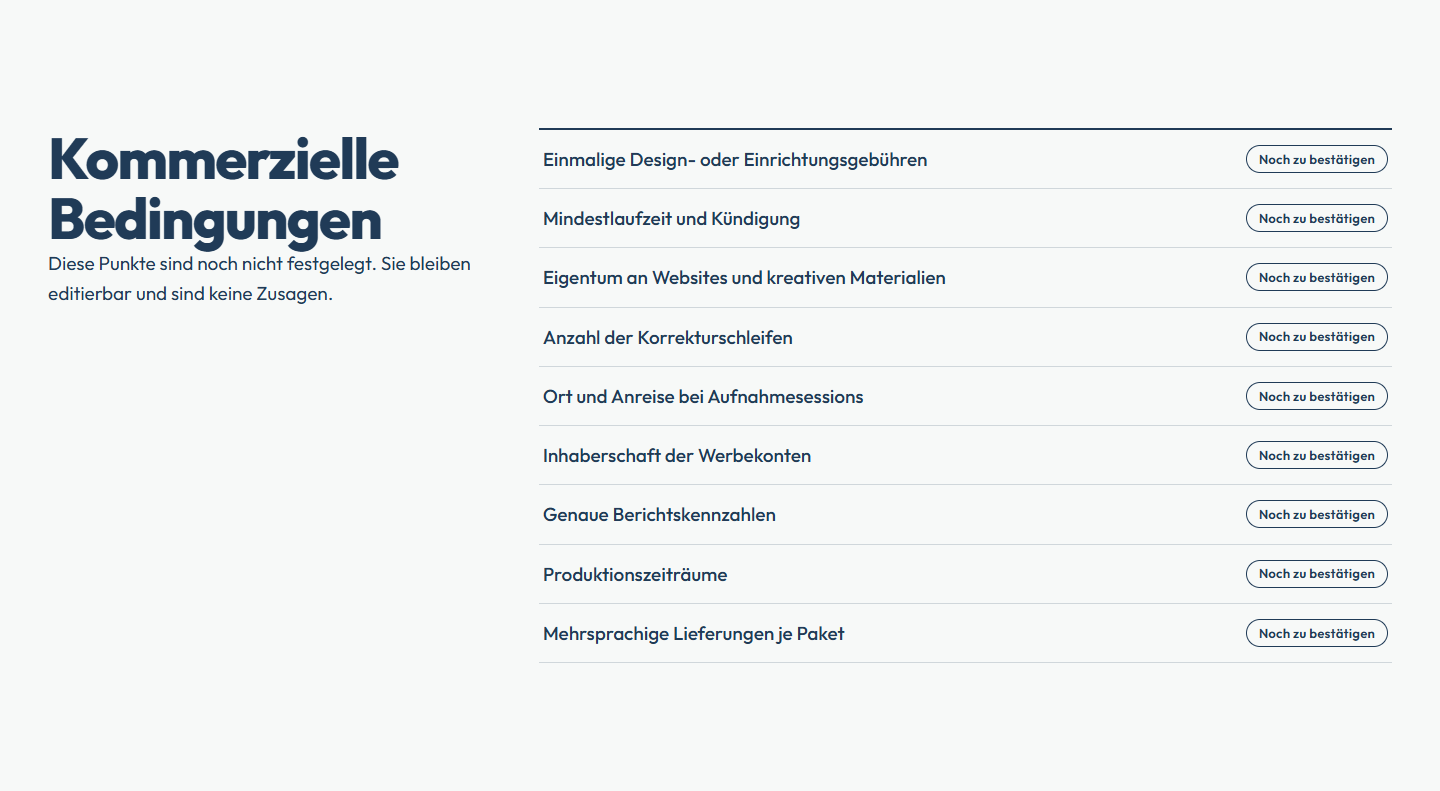 Kommerzielle
Bedingungen
Diese Punkte sind noch nicht festgelegt. Sie bleiben
editierbar und sind keine Zusagen.
Einmalige Design- oder Einrichtungsgebühren
Noch zu bestätigen
Mindestlaufzeit und Kündigung
Noch zu bestätigen
Eigentum an Websites und kreativen Materialien
Noch zu bestätigen
Anzahl der Korrekturschleifen
Noch zu bestätigen
Ort und Anreise bei Aufnahmesessions
Noch zu bestätigen
Inhaberschaft der Werbekonten
Noch zu bestätigen
Genaue Berichtskennzahlen
Noch zu bestätigen
Produktionszeiträume
Noch zu bestätigen
Mehrsprachige Lieferungen je Paket
Noch zu bestätigen